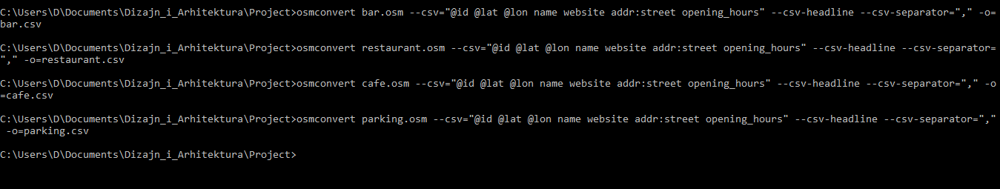 C:\Users\D\Documents\Dizajn_i_Arhitektura\Project>osmconvert bar.osm --csv="@id @lat @lon name website addr:street opening_hours" --csv-headline --csv-separator="," -o=
bar.csv
C:\Users\D\Documents\Dizajn_i_Arhitektura\Project>osmconvert restaurant.osm --csv="@id @lat @lon name website addr:street opening_hours" --csv-headline --csv-separator=
"," -o=restaurant.csv
C:\Users\D\Documents\Dizajn_i_Arhitektura\Project>osmconvert cafe.osm --csv="@id @lat @lon name website addr:street opening_hours" --csv-headline --csv-separator="," -o
=cafe.csv
C:\Users\D\Documents\Dizajn_i_Arhitektura\Project>osmconvert parking.osm --csv="@id @lat @lon name website addr:street opening_hours" --csv-headline --csv-separator=","
 -o=parking.csv
C:\Users\D\Documents\Dizajn_i_Arhitektura\Project>